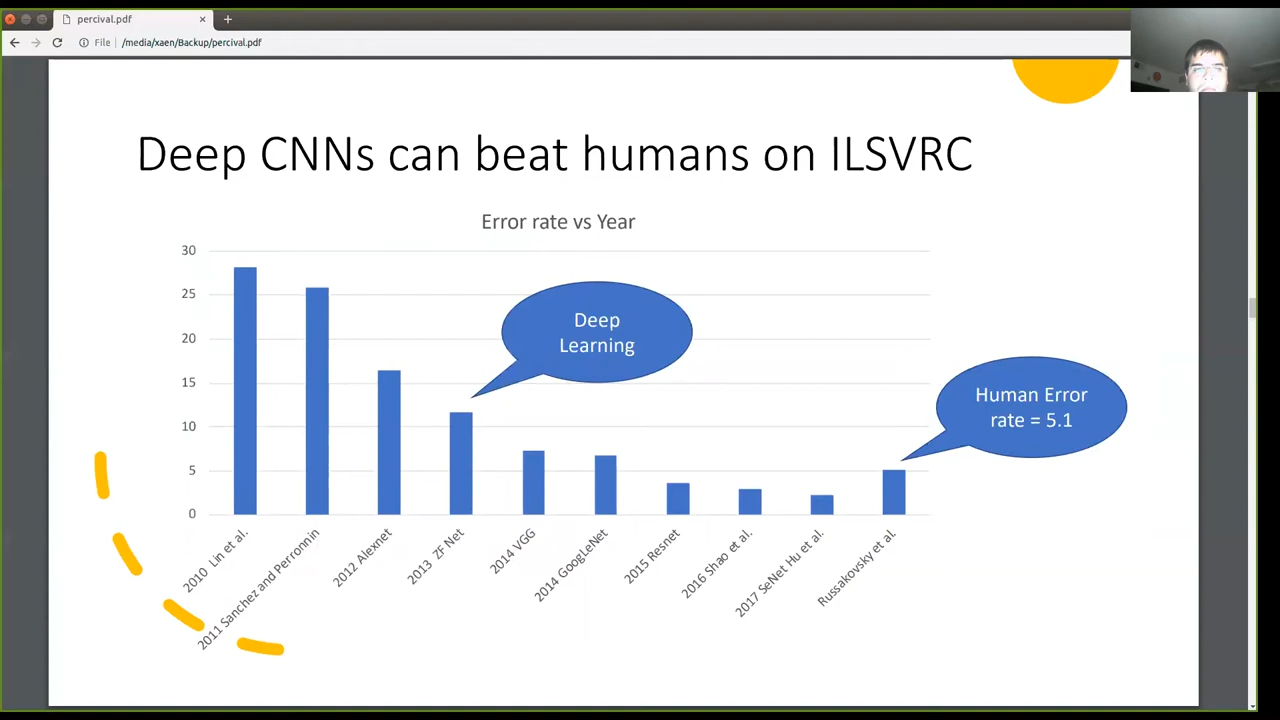 percival.pdf
File
/media/xaen/Backup/percival.pdf
Deep CNNs can beat humans on ILSVRC
Error rate vs Year
30
25
20
15
10
5
0
Deep
Learning
Human Error
rate = 5.1
2010 Lin et al.
2011 Sanchez and Perronnin
2012 Alexnet
2013 ZF Net
2014 VGG
2014 GoogLeNet
2015 Resnet
2016 Shao et al.
2017 SeNet Hu et al.
Russakovsky et al.